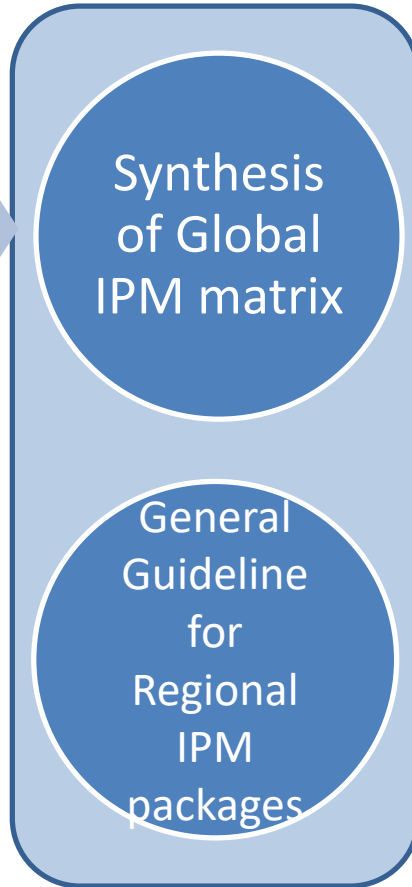 Synthesis
of Global
IPM matrix
General
Guideline
for
Regional
IPM
packages